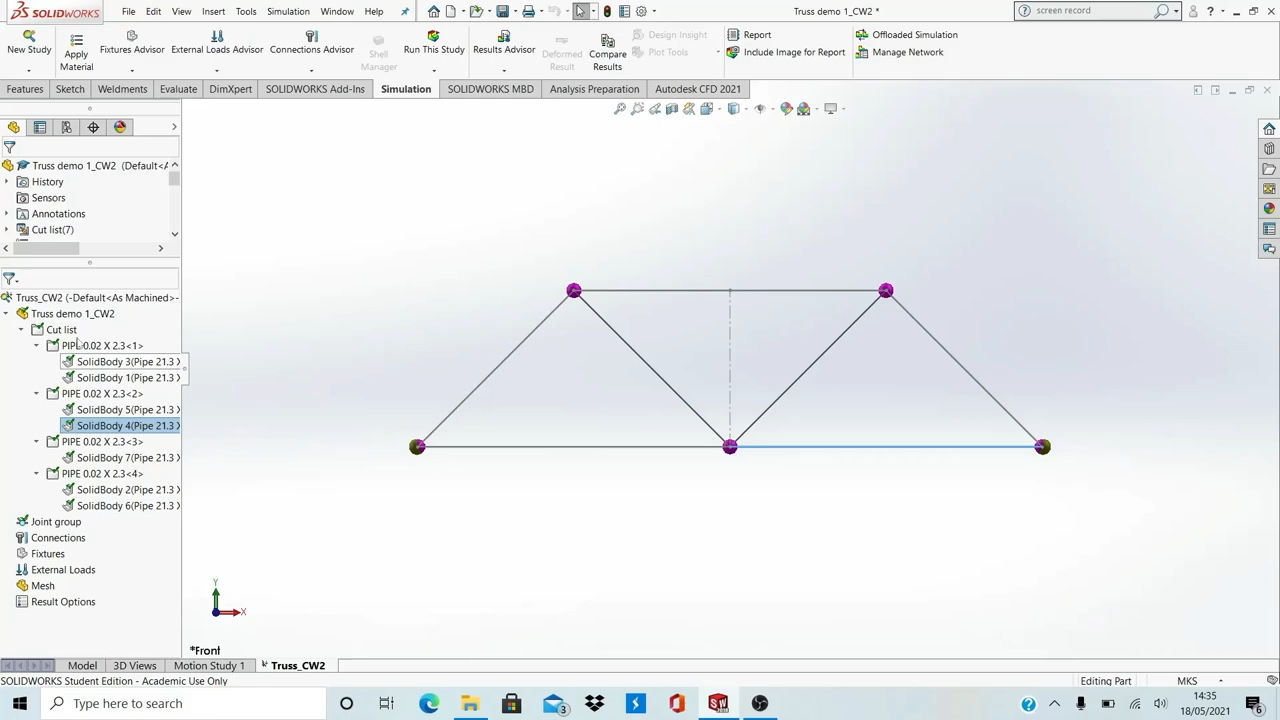 SOLIDWORKS
File Edit View Insert Tools Simulation Window Help
Truss demo 1_CW2 *
screen record
New Study
Apply Material
Fixtures Advisor
External Loads Advisor
Connections Advisor
Shell Manager
Run This Study
Results Advisor
Deformed Result
Compare Results
Design Insight
Plot Tools
Report
Include Image for Report
Offloaded Simulation
Manage Network
Features Sketch Weldments Evaluate DimXpert SOLIDWORKS Add-Ins Simulation SOLIDWORKS MBD Analysis Preparation Autodesk CFD 2021
Truss demo 1_CW2 (Default<A
History
Sensors
Annotations
Cut list(7)
Truss_CW2 (-Default<As Machined>-
Truss demo 1_CW2
Cut list
PIPE 0.02 X 2.3<1>
SolidBody 3(Pipe 21.3 X
SolidBody 1(Pipe 21.3 X
PIPE 0.02 X 2.3<2>
SolidBody 5(Pipe 21.3 X
SolidBody 4(Pipe 21.3 X
PIPE 0.02 X 2.3<3>
SolidBody 7(Pipe 21.3 X
PIPE 0.02 X 2.3<4>
SolidBody 2(Pipe 21.3 X
SolidBody 6(Pipe 21.3 X
Joint group
Connections
Fixtures
External Loads
Mesh
Result Options
Y
X
*Front
Model 3D Views Motion Study 1 Truss_CW2
SOLIDWORKS Student Edition - Academic Use Only
Editing Part MKS
Type here to search
3
14:35
18/05/2021
6